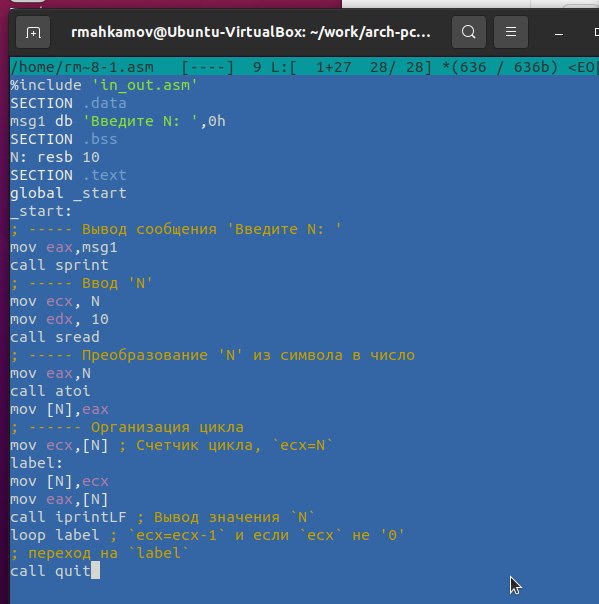 rmahkamov@Ubuntu-VirtualBox: ~/work/arch-pc...
/home/rm~8-1.asm   [----]  9 L:[  1+27  28/ 28] *(636 / 636b) <EO
%include 'in_out.asm'
SECTION .data
msg1 db 'Введите N: ',0h
SECTION .bss
N: resb 10
SECTION .text
global _start
_start:
; ----- Вывод сообщения 'Введите N: '
mov eax,msg1
call sprint
; ----- Ввод 'N'
mov ecx, N
mov edx, 10
call sread
; ----- Преобразование 'N' из символа в число
mov eax,N
call atoi
mov [N],eax
; ------ Организация цикла
mov ecx,[N] ; Счетчик цикла, `ecx=N`
label:
mov [N],ecx
mov eax,[N]
call iprintLF ; Вывод значения `N`
loop label ; `ecx=ecx-1` и если `ecx` не '0'
; переход на `label`
call quit